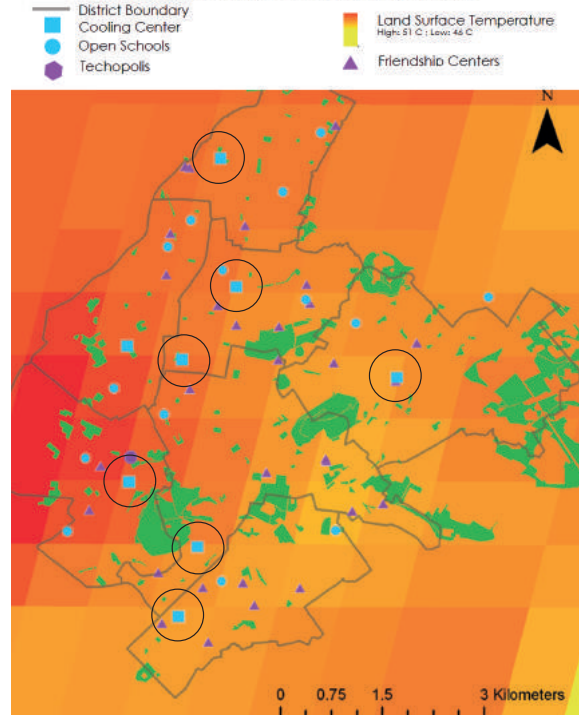 District Boundary
Cooling Center
Open Schools
Techopolis
Land Surface Temperature
High: 51 C : Low: 46 C
Friendship Centers
N
0 0.75 1.5 3 Kilometers